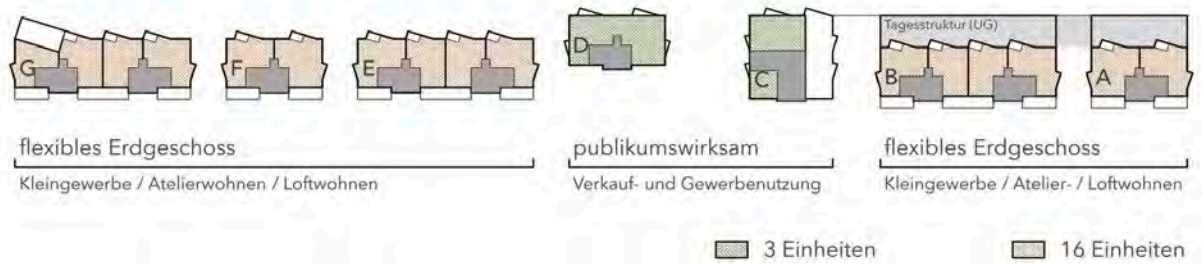 Tagesstruktur (UG)
G
F
E
D
C
B
A
flexibles Erdgeschoss
Kleingewerbe / Atelierwohnen / Loftwohnen
publikumswirksam
Verkauf- und Gewerbenutzung
flexibles Erdgeschoss
Kleingewerbe / Atelier- / Loftwohnen
3 Einheiten
16 Einheiten